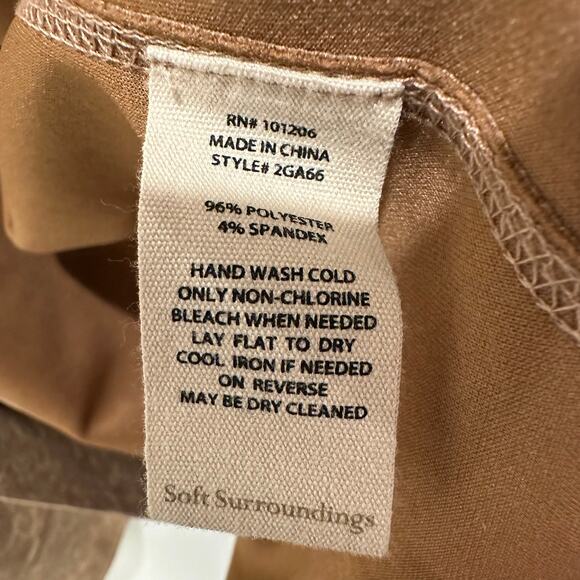 RN# 101206
MADE IN CHINA
STYLE# 2GA66
96% POLYESTER
4% SPANDEX
HAND WASH COLD
ONLY NON-CHLORINE
BLEACH WHEN NEEDED
LAY FLAT TO DRY
COOL IRON IF NEEDED
ON REVERSE
MAY BE DRY CLEANED
Soft Surroundings